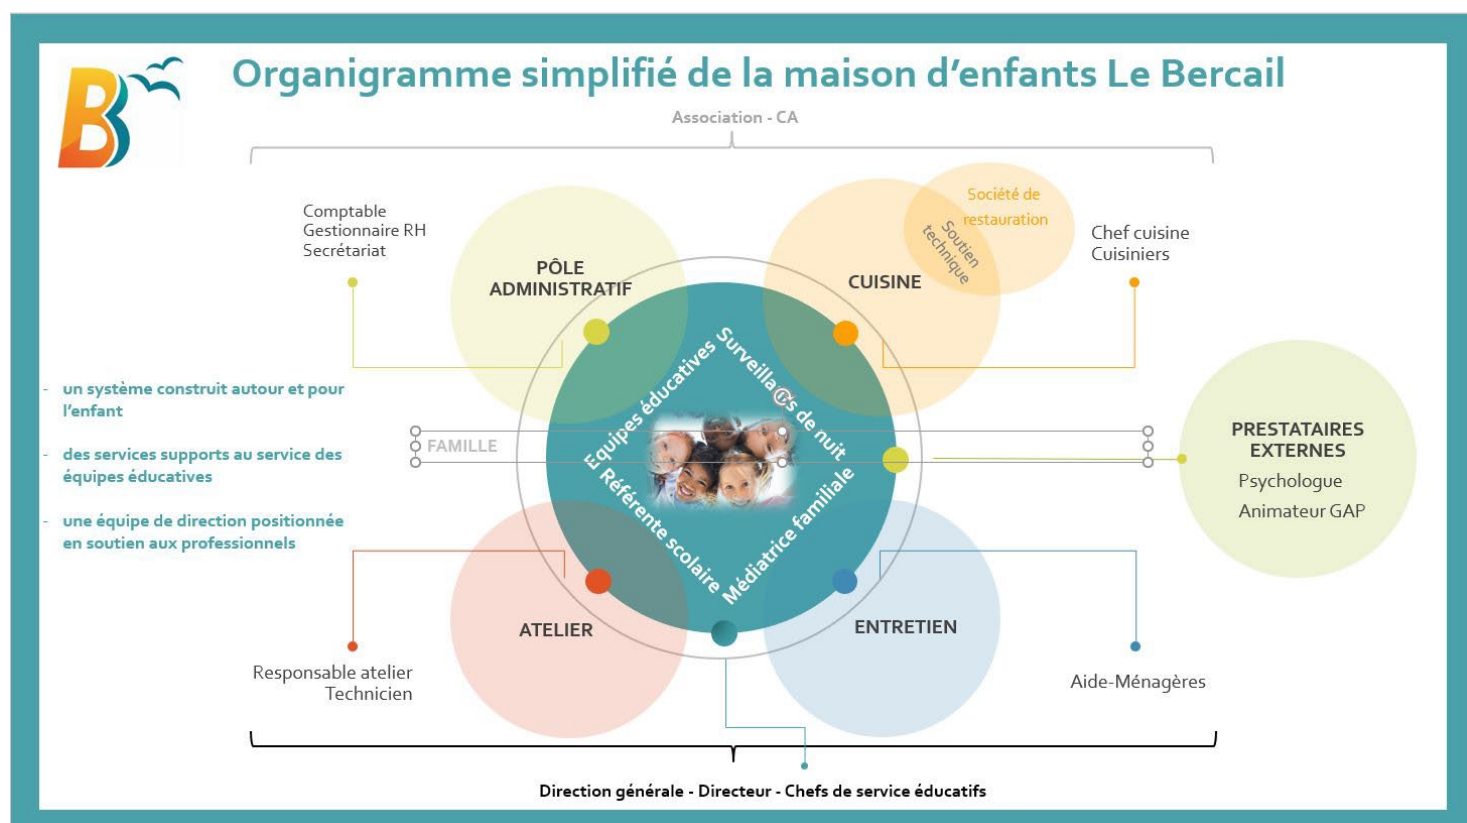 Organigramme simplifié de la maison d'enfants Le Bercail
Association - CA
Comptable
Gestionnaire RH
Secrétariat
PÔLE
ADMINISTRATIF
CUISINE
Société de
restauration
Soutien
technique
Chef cuisine
Cuisiniers
- un système construit autour et pour
l'enfant
- des services supports au service des
équipes éducatives
- une équipe de direction positionnée
en soutien aux professionnels
FAMILLE
Equipes éducatives
de nuit
Référente scolaire
Médiatrice familiale
PRESTATAIRES
EXTERNES
Psychologue
Animateur GAP
ATELIER
ENTRETIEN
Responsable atelier
Technicien
Aide-Ménagères
Direction générale - Directeur - Chefs de service éducatifs